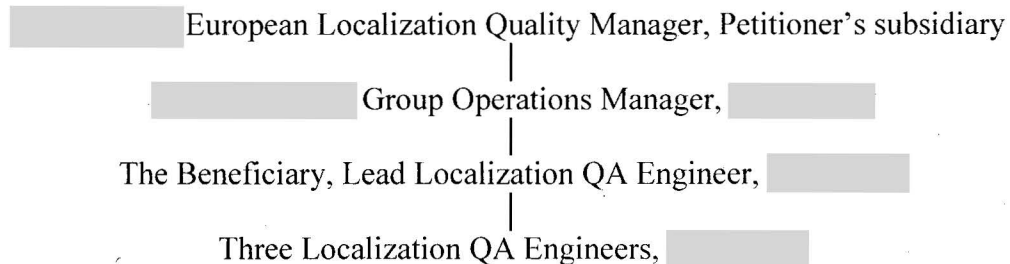 European Localization Quality Manager, Petitioner's subsidiary
Group Operations Manager,
The Beneficiary, Lead Localization QA Engineer,
Three Localization QA Engineers,